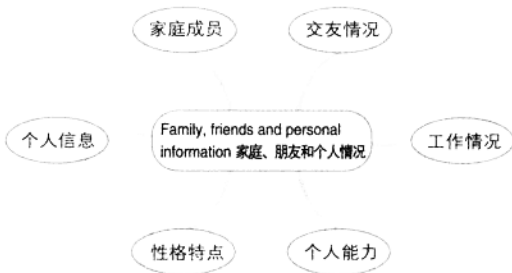 家庭成员
交友情况
个人信息
Family, friends and personal
information 家庭、朋友和个人情况
工作情况
性格特点
个人能力